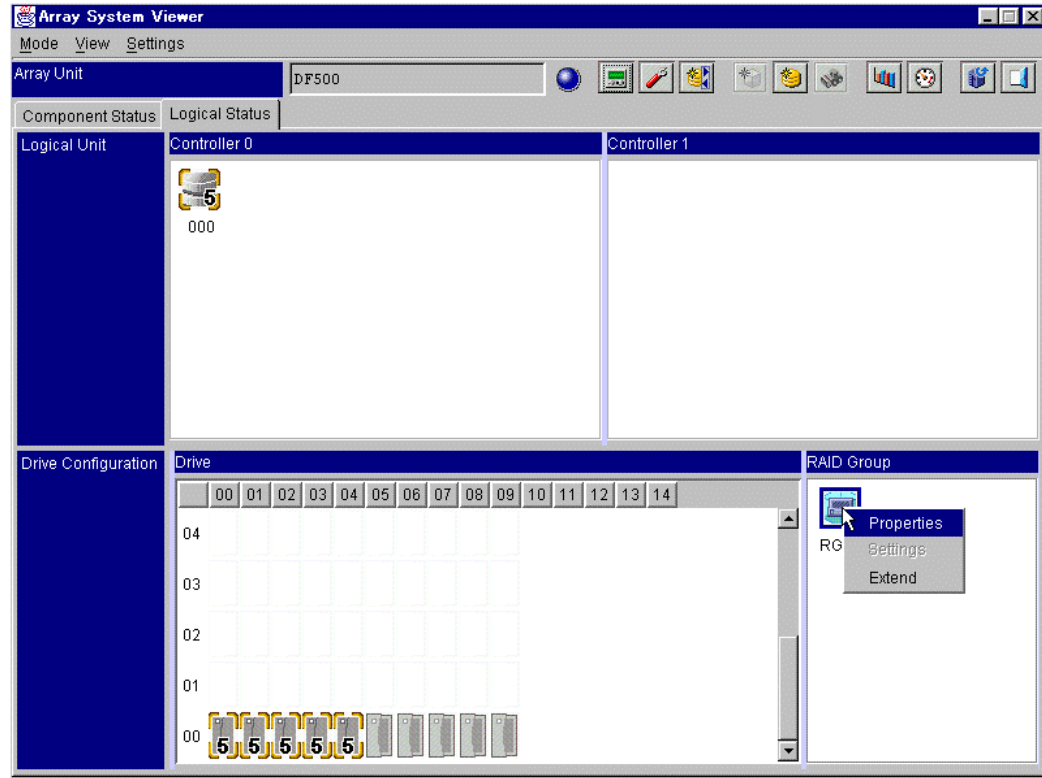 Array System Viewer
Mode View Settings
Array Unit DF500
Component Status Logical Status
Logical Unit Controller 0 Controller 1
5
000
Drive Configuration Drive RAID Group
00 01 02 03 04 05 06 07 08 09 10 11 12 13 14
04
03
02
01
00 5 5 5 5 5
RG
Properties
Settings
Extend